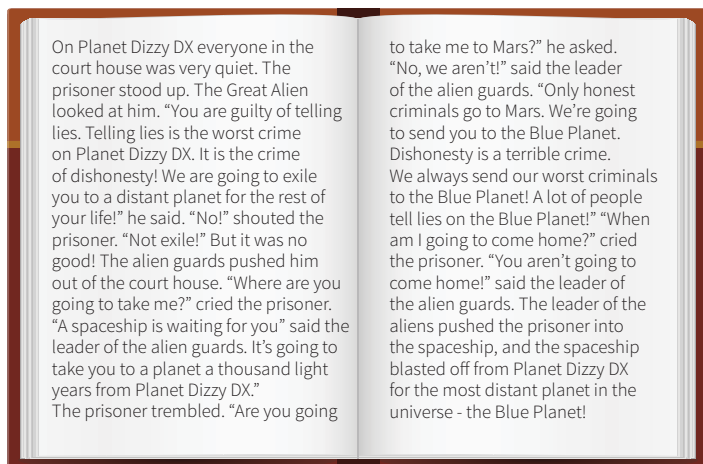 On Planet Dizzy DX everyone in the
court house was very quiet. The
prisoner stood up. The Great Alien
looked at him. “You are guilty of telling
lies. Telling lies is the worst crime
on Planet Dizzy DX. It is the crime
of dishonesty! We are going to exile
you to a distant planet for the rest of
your life!” he said. “No!” shouted the
prisoner. “Not exile!” But it was no
good! The alien guards pushed him
out of the court house. “Where are you
going to take me?” cried the prisoner.
“A spaceship is waiting for you” said the
leader of the alien guards. It’s going to
take you to a planet a thousand light
years from Planet Dizzy DX.”
The prisoner trembled. “Are you going
to take me to Mars?” he asked.
“No, we aren’t!” said the leader
of the alien guards. “Only honest
criminals go to Mars. We’re going
to send you to the Blue Planet.
Dishonesty is a terrible crime.
We always send our worst criminals
to the Blue Planet! A lot of people
tell lies on the Blue Planet!” “When
am I going to come home?” cried
the prisoner. “You aren’t going to
come home!” said the leader of
the alien guards. The leader of the
aliens pushed the prisoner into
the spaceship, and the spaceship
blasted off from Planet Dizzy DX
for the most distant planet in the
universe - the Blue Planet!